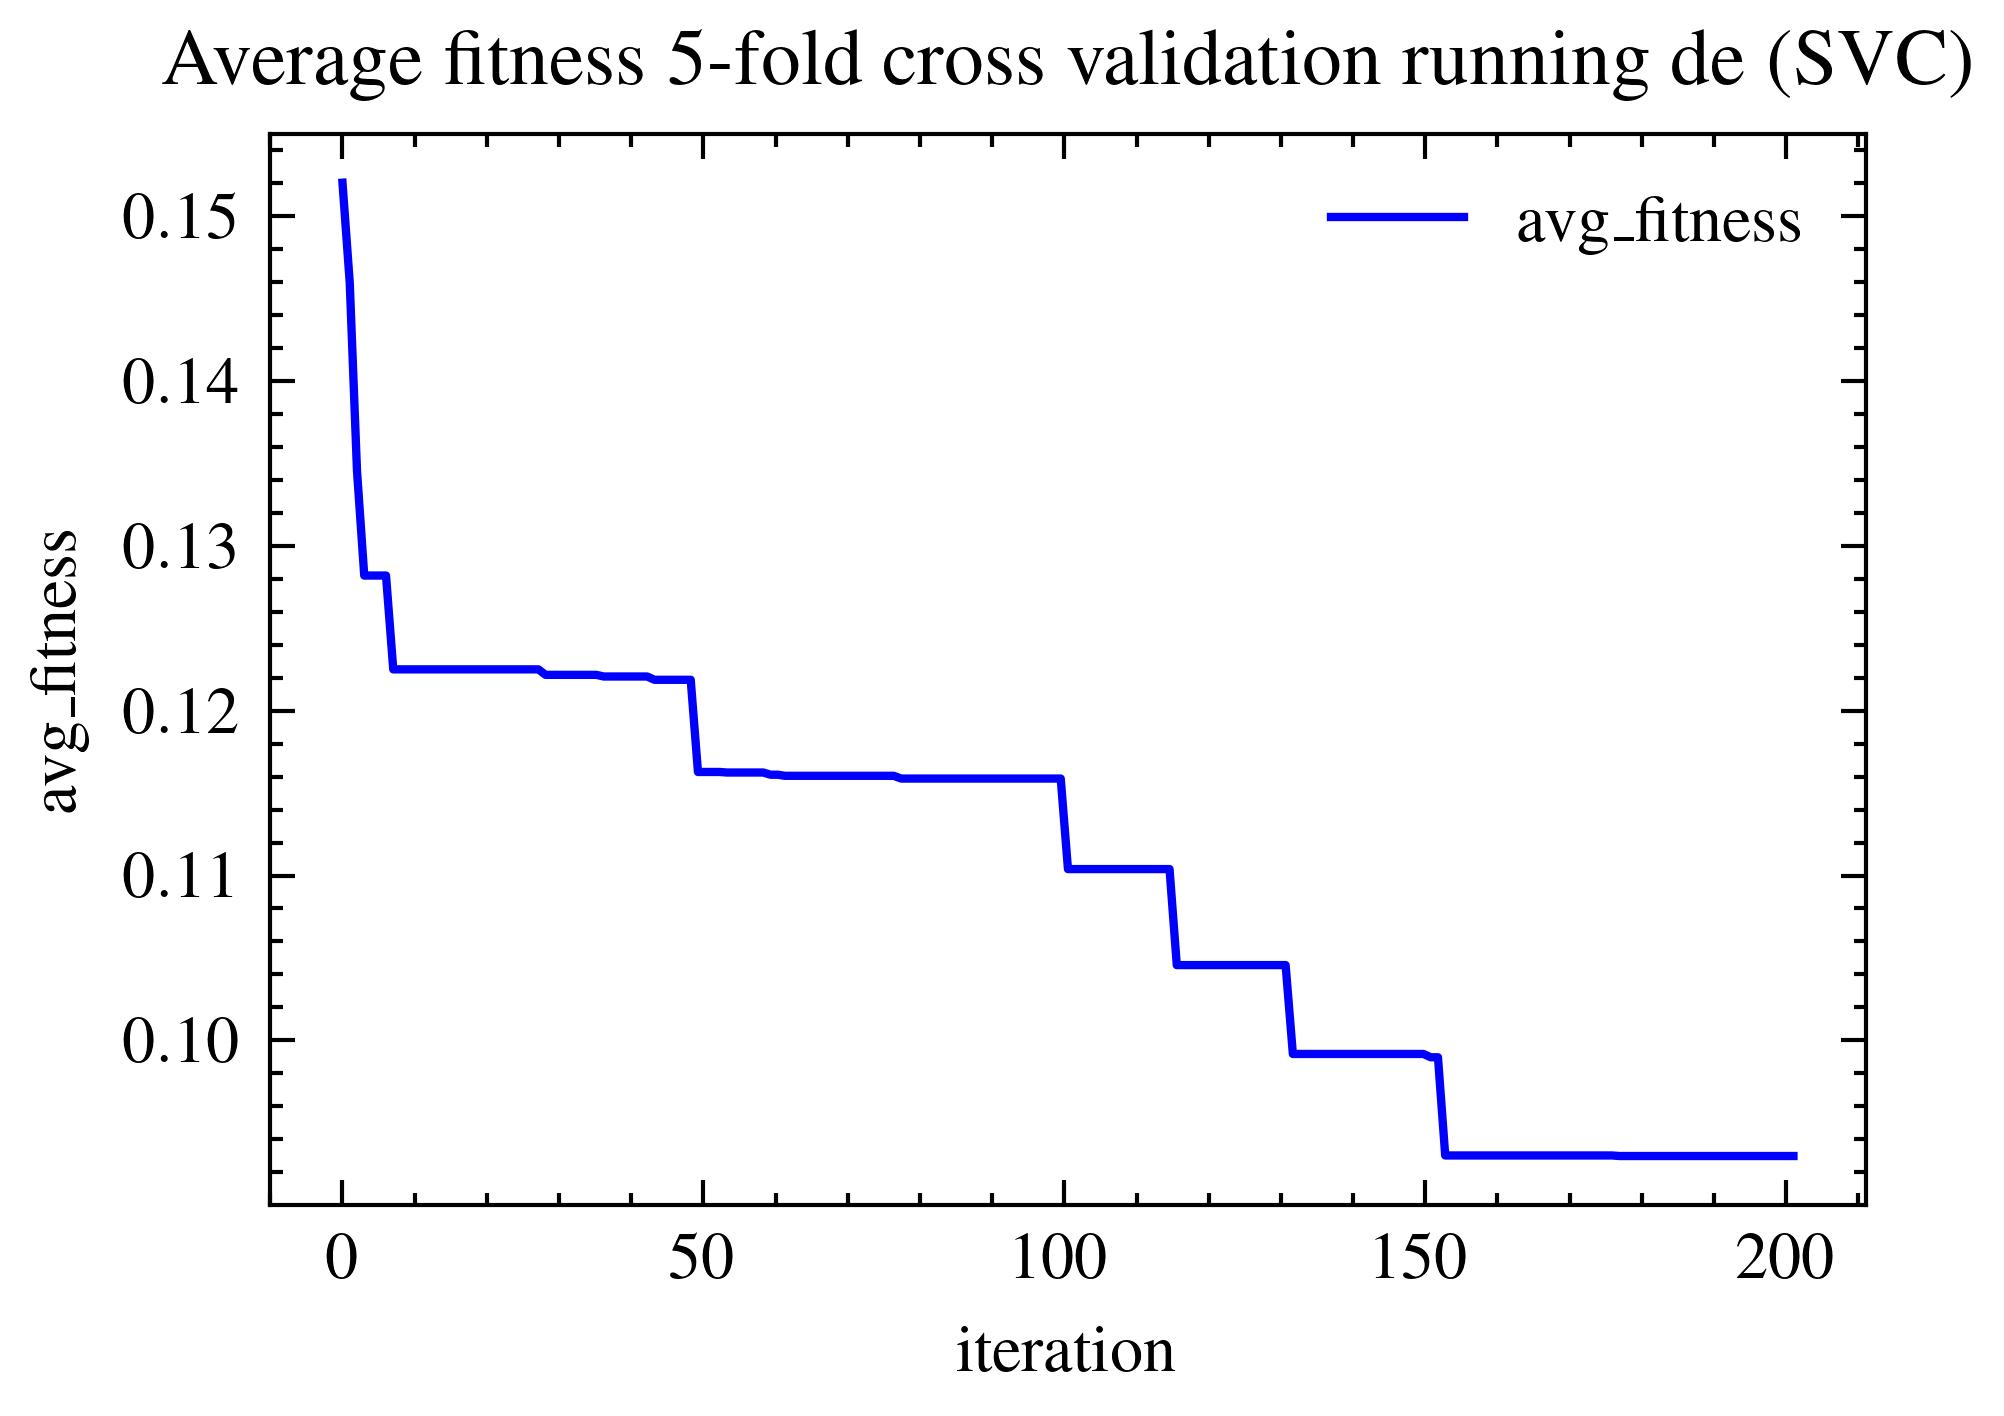 Average fitness 5-fold cross validation running de (SVC)
avg_fitness
avg_fitness
0.15
0.14
0.13
0.12
0.11
0.10
0 50 100 150 200
iteration